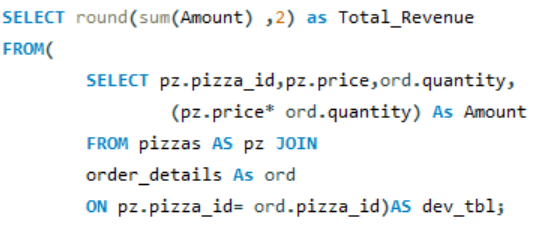 SELECT round(sum(Amount) ,2) as Total_Revenue
FROM(
SELECT pz.pizza_id,pz.price,ord.quantity,
(pz.price* ord.quantity) As Amount
FROM pizzas AS pz JOIN
order_details As ord
ON pz.pizza_id= ord.pizza_id)AS dev_tbl;